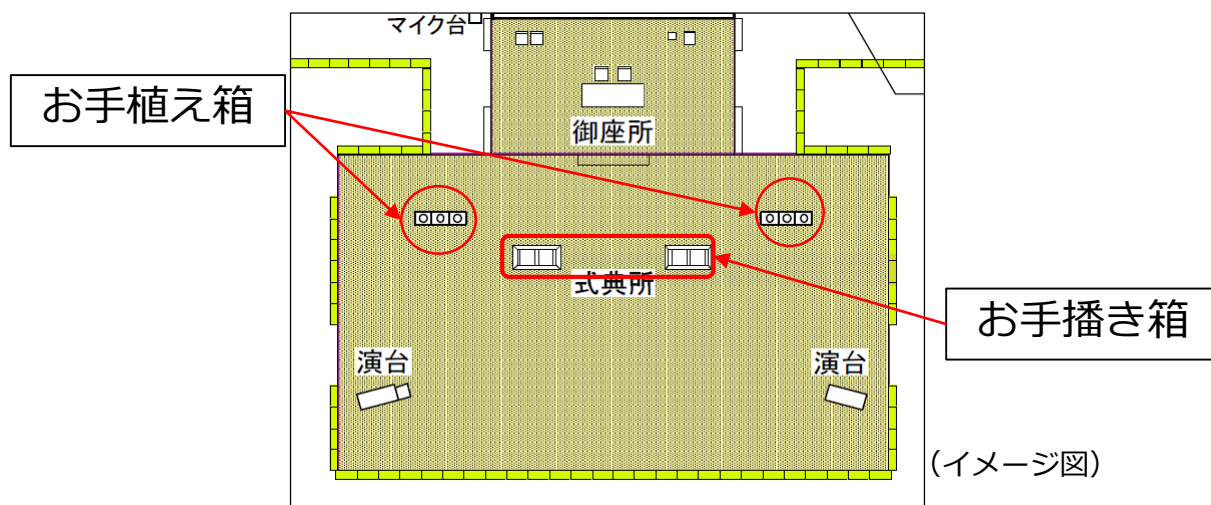 マイク台
お手植え箱
御座所
式典所
お手播き箱
演台
演台
(イメージ図)